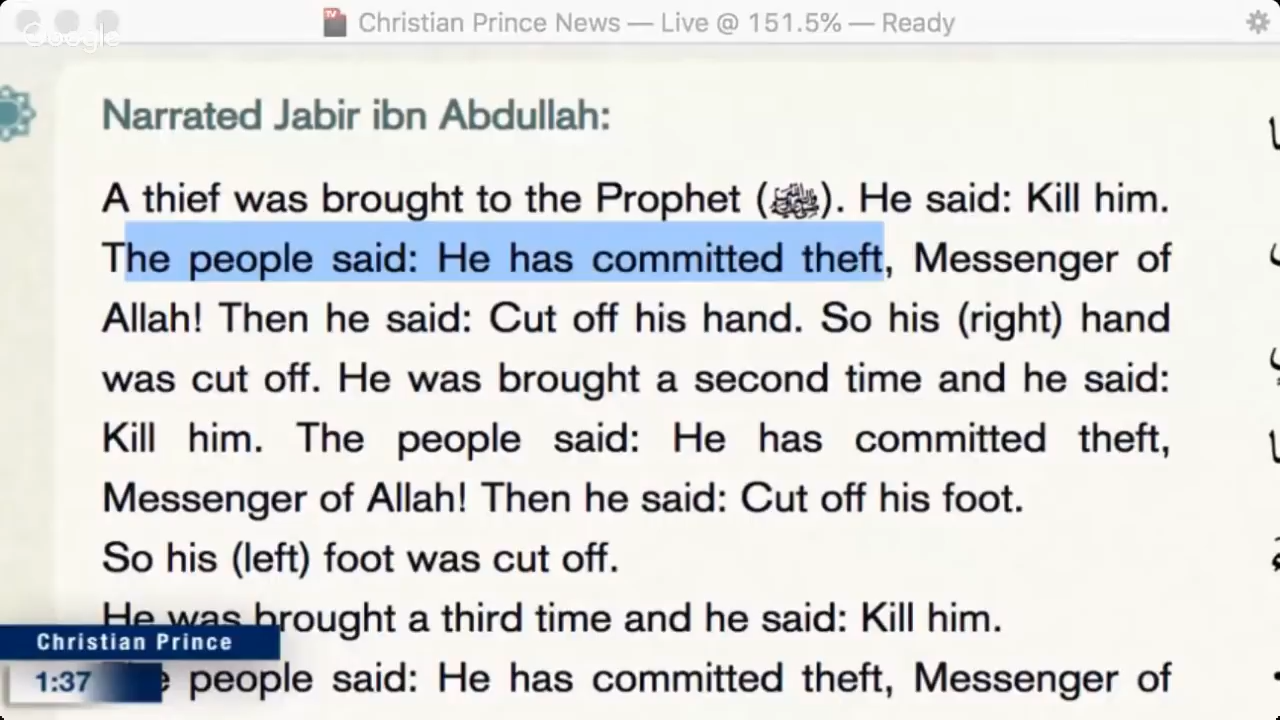 Google
TV
Christian Prince News — Live @ 151.5% — Ready
Narrated Jabir ibn Abdullah:
A thief was brought to the Prophet (ﷺ). He said: Kill him.
The people said: He has committed theft, Messenger of
Allah! Then he said: Cut off his hand. So his (right) hand
was cut off. He was brought a second time and he said:
Kill him. The people said: He has committed theft,
Messenger of Allah! Then he said: Cut off his foot.
So his (left) foot was cut off.
He was brought a third time and he said: Kill him.
people said: He has committed theft, Messenger of
Christian Prince
1:37